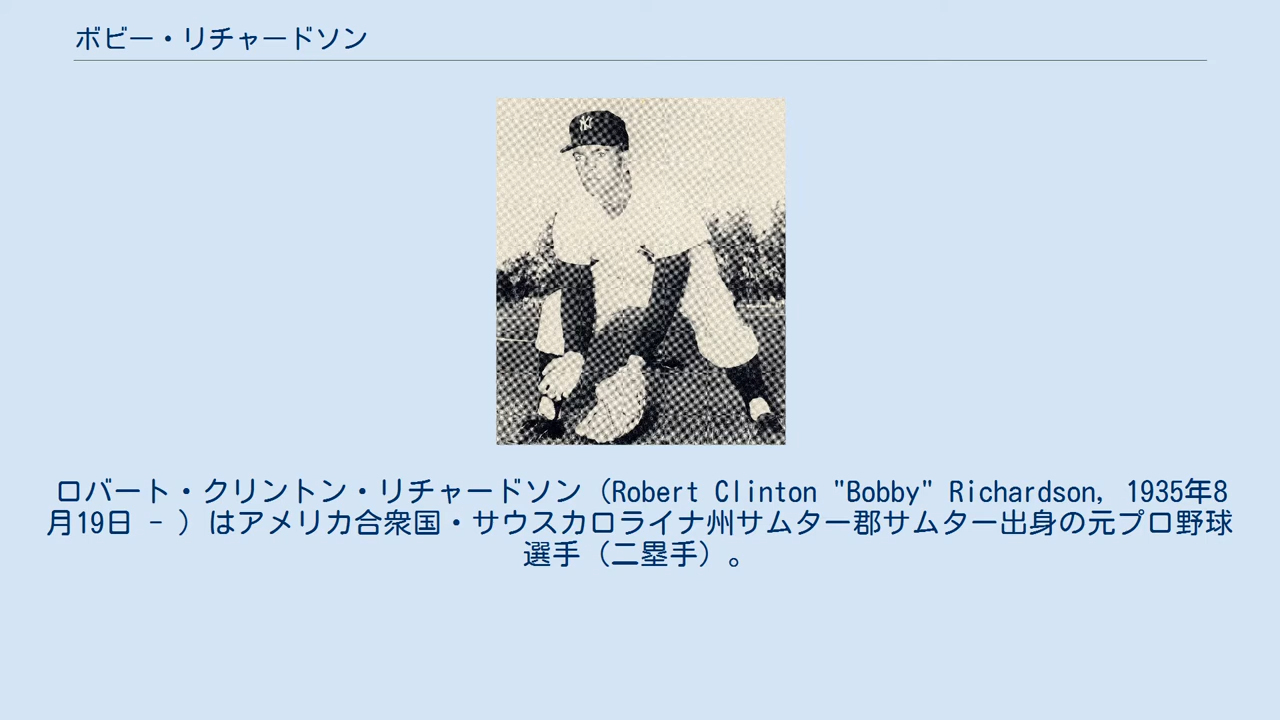 ボビー・リチャードソン
NY
ロバート・クリントン・リチャードソン（Robert Clinton "Bobby" Richardson, 1935年8
月19日 - ）はアメリカ合衆国・サウスカロライナ州サムター郡サムター出身の元プロ野球
選手（二塁手）。